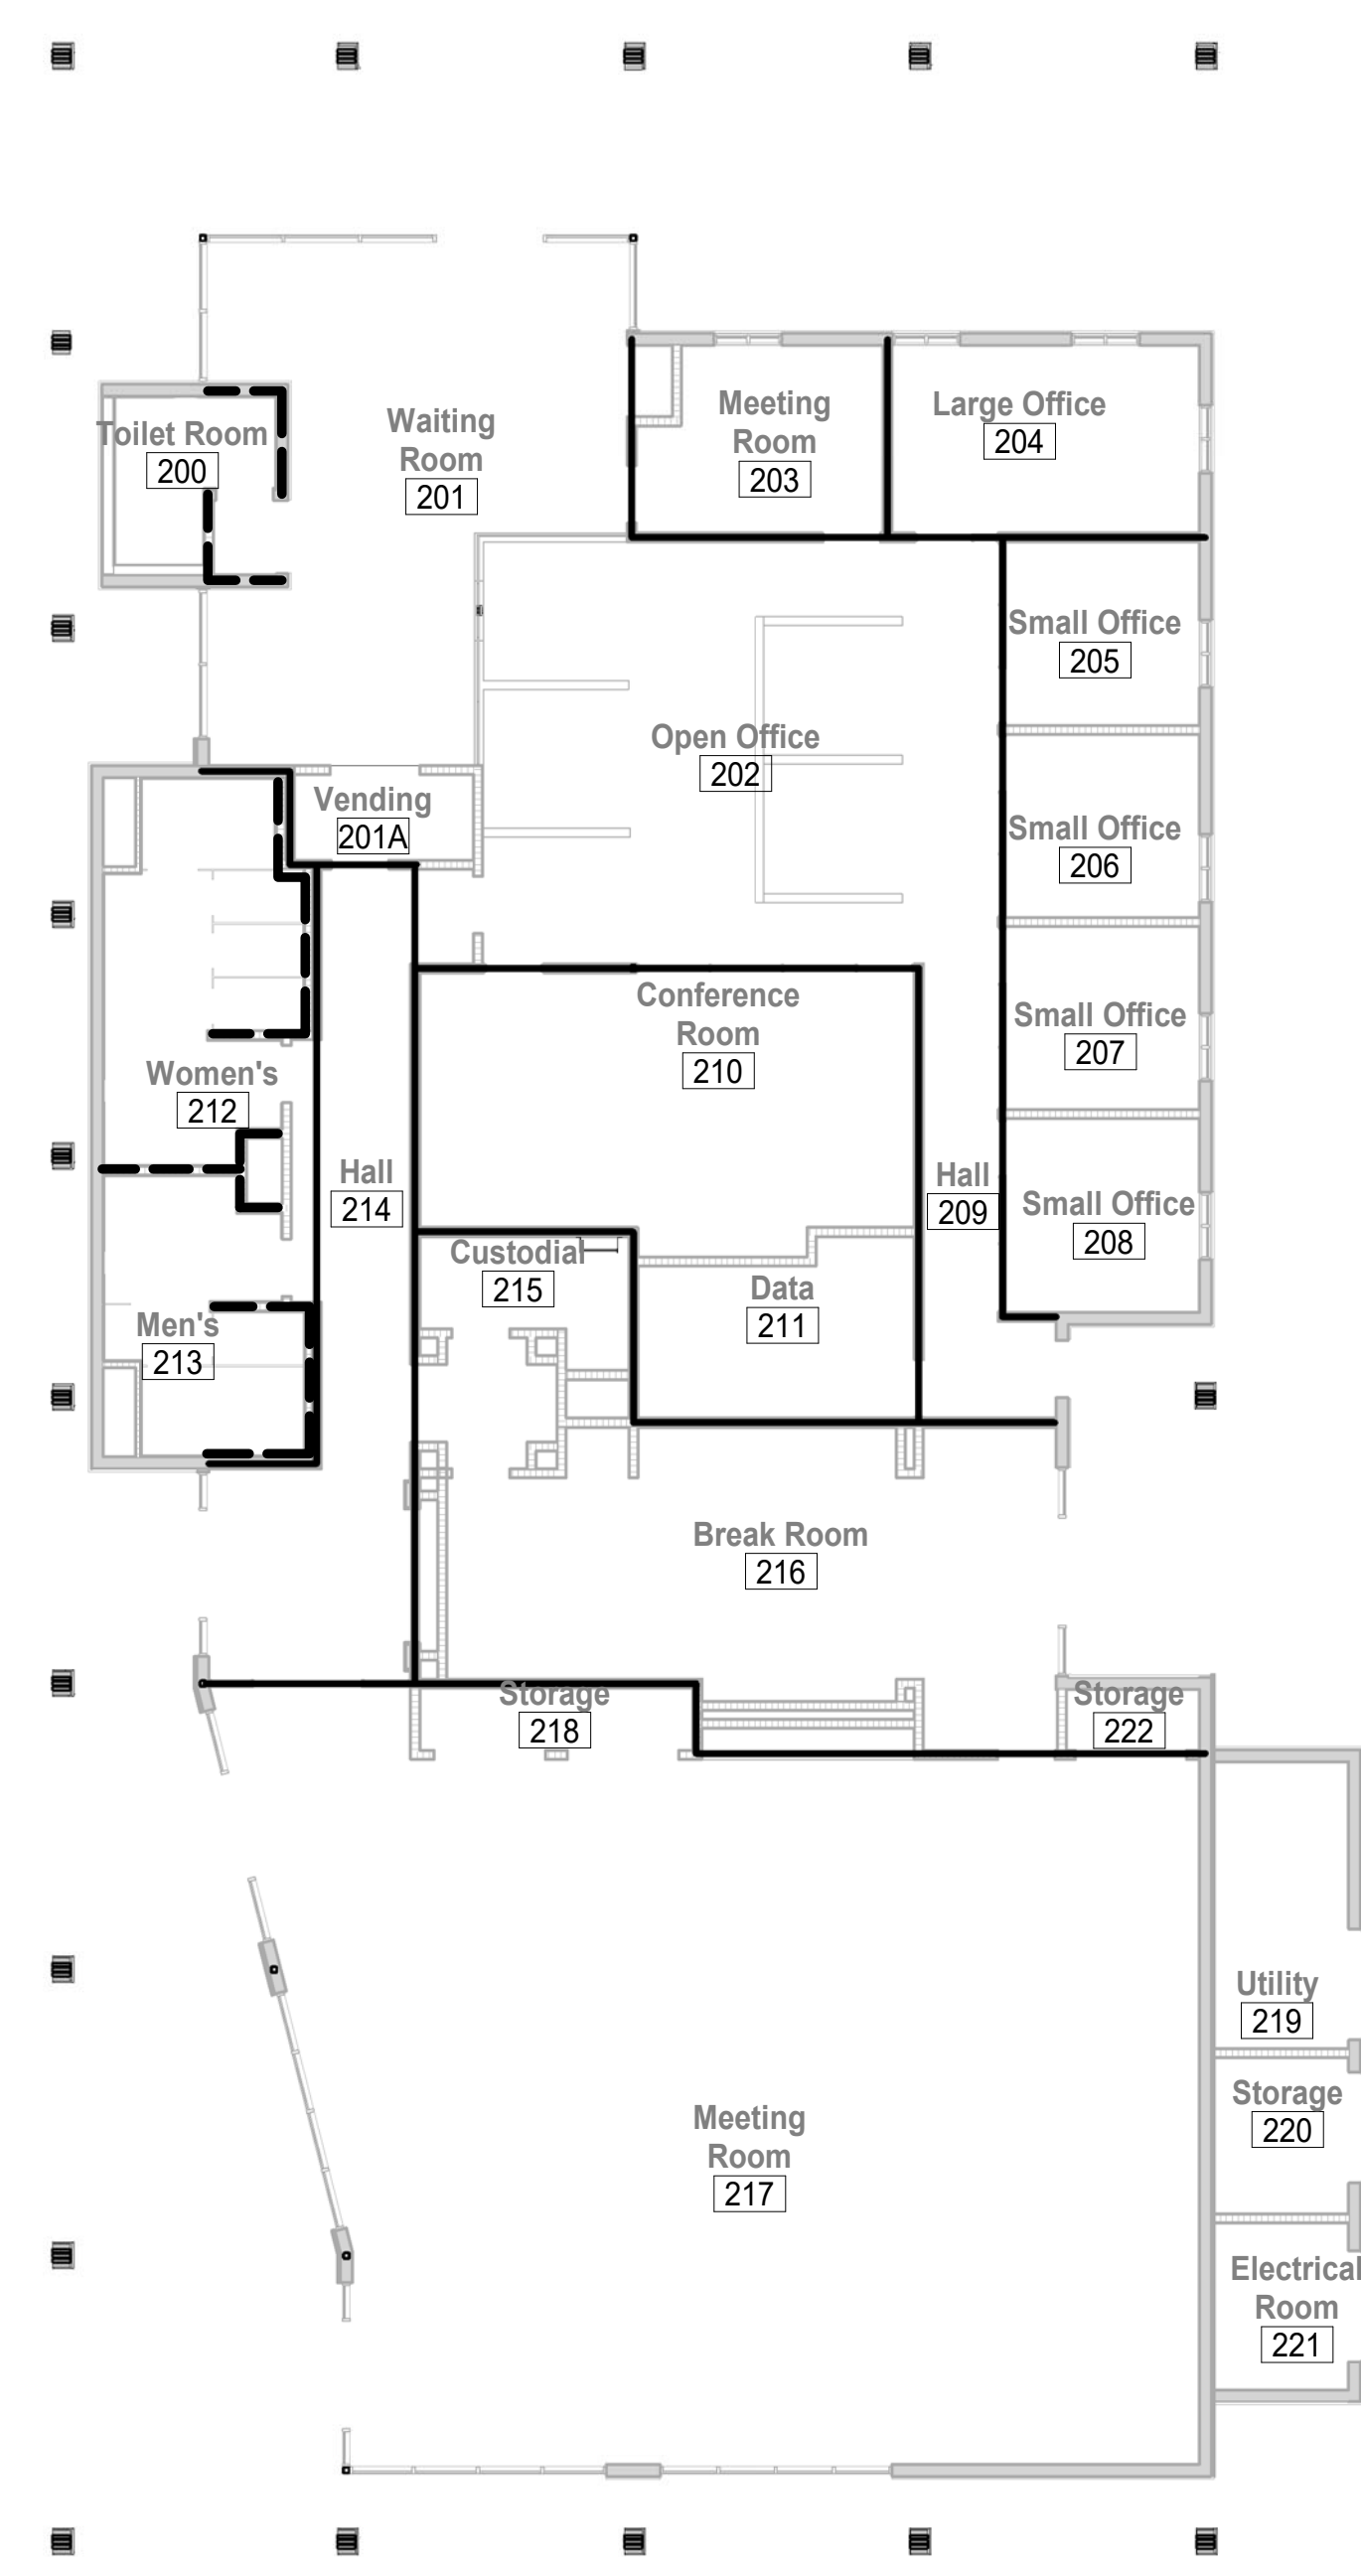 Toilet Room
200
Waiting
Room
201
Meeting
Room
203
Large Office
204
Small Office
205
Open Office
202
Vending
201A
Small Office
206
Conference
Room
210
Small Office
207
Women's
212
Hall
214
Hall
209
Small Office
208
Custodial
215
Data
211
Men's
213
Break Room
216
Storage
218
Storage
222
Utility
219
Storage
220
Meeting
Room
217
Electrical
Room
221